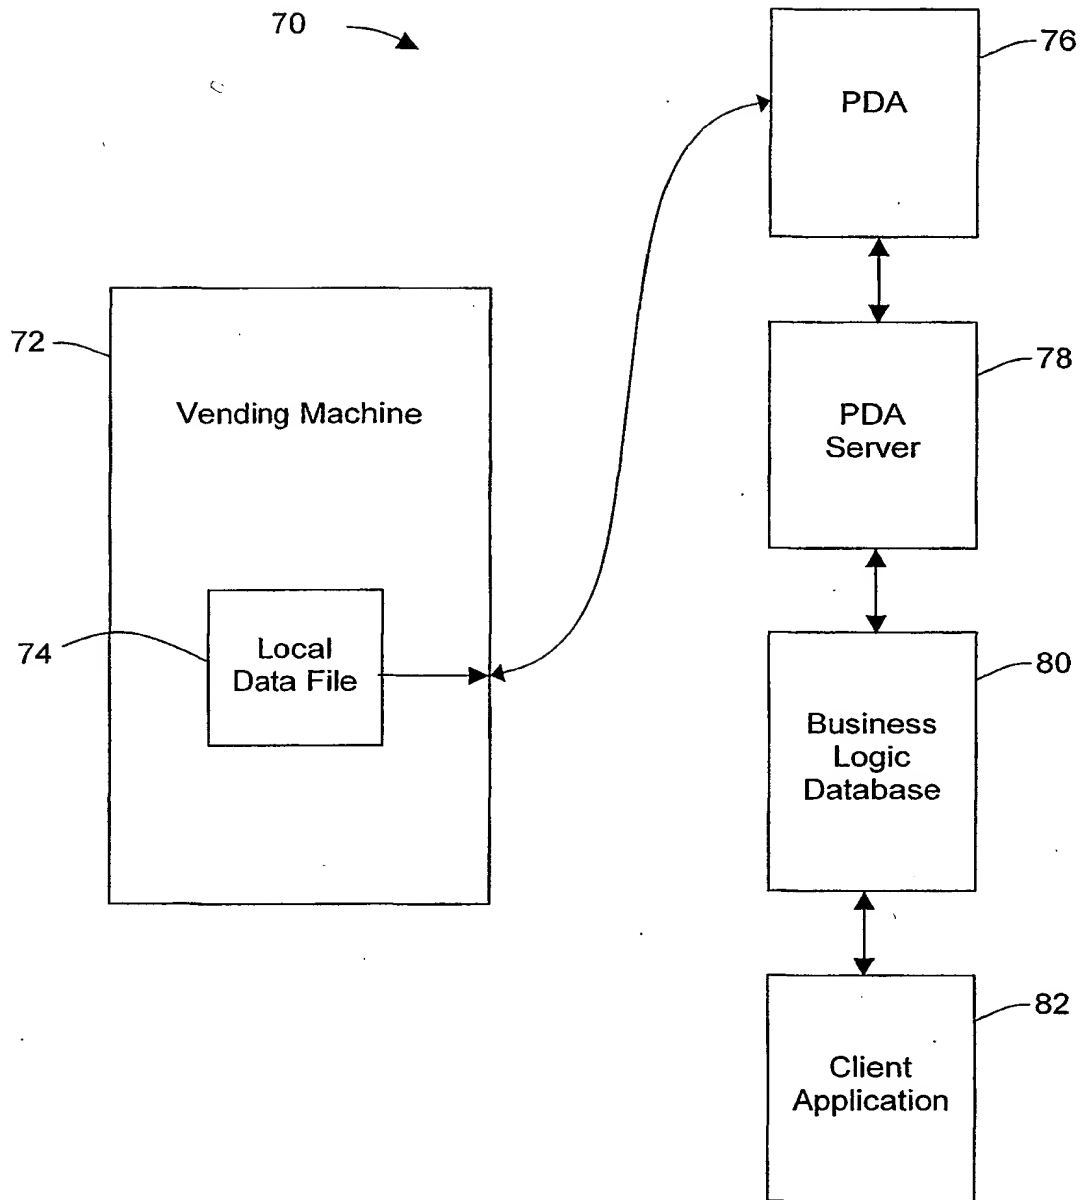 70
76
PDA
72
Vending Machine
78
PDA
Server
74
Local
Data File
80
Business
Logic
Database
82
Client
Application